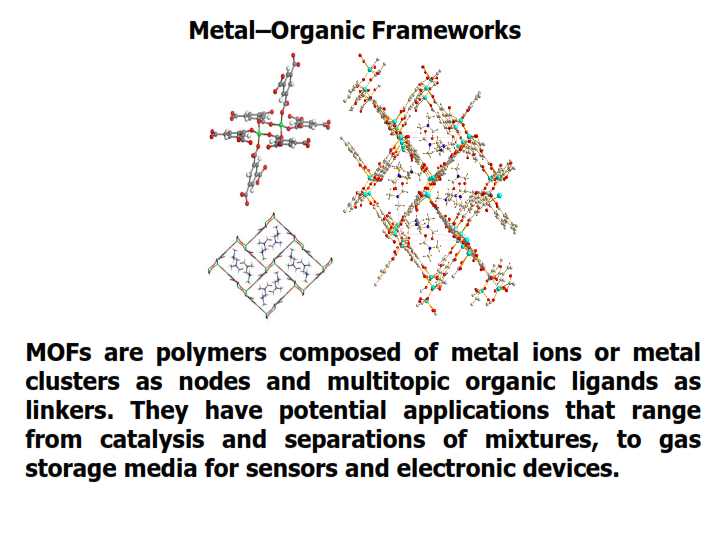 Metal—Organic Frameworks
MOFs are polymers composed of metal ions or metal
clusters as nodes and multitopic organic ligands as
linkers. They have potential applications that range
from catalysis and separations of mixtures, to gas
storage media for sensors and electronic devices.